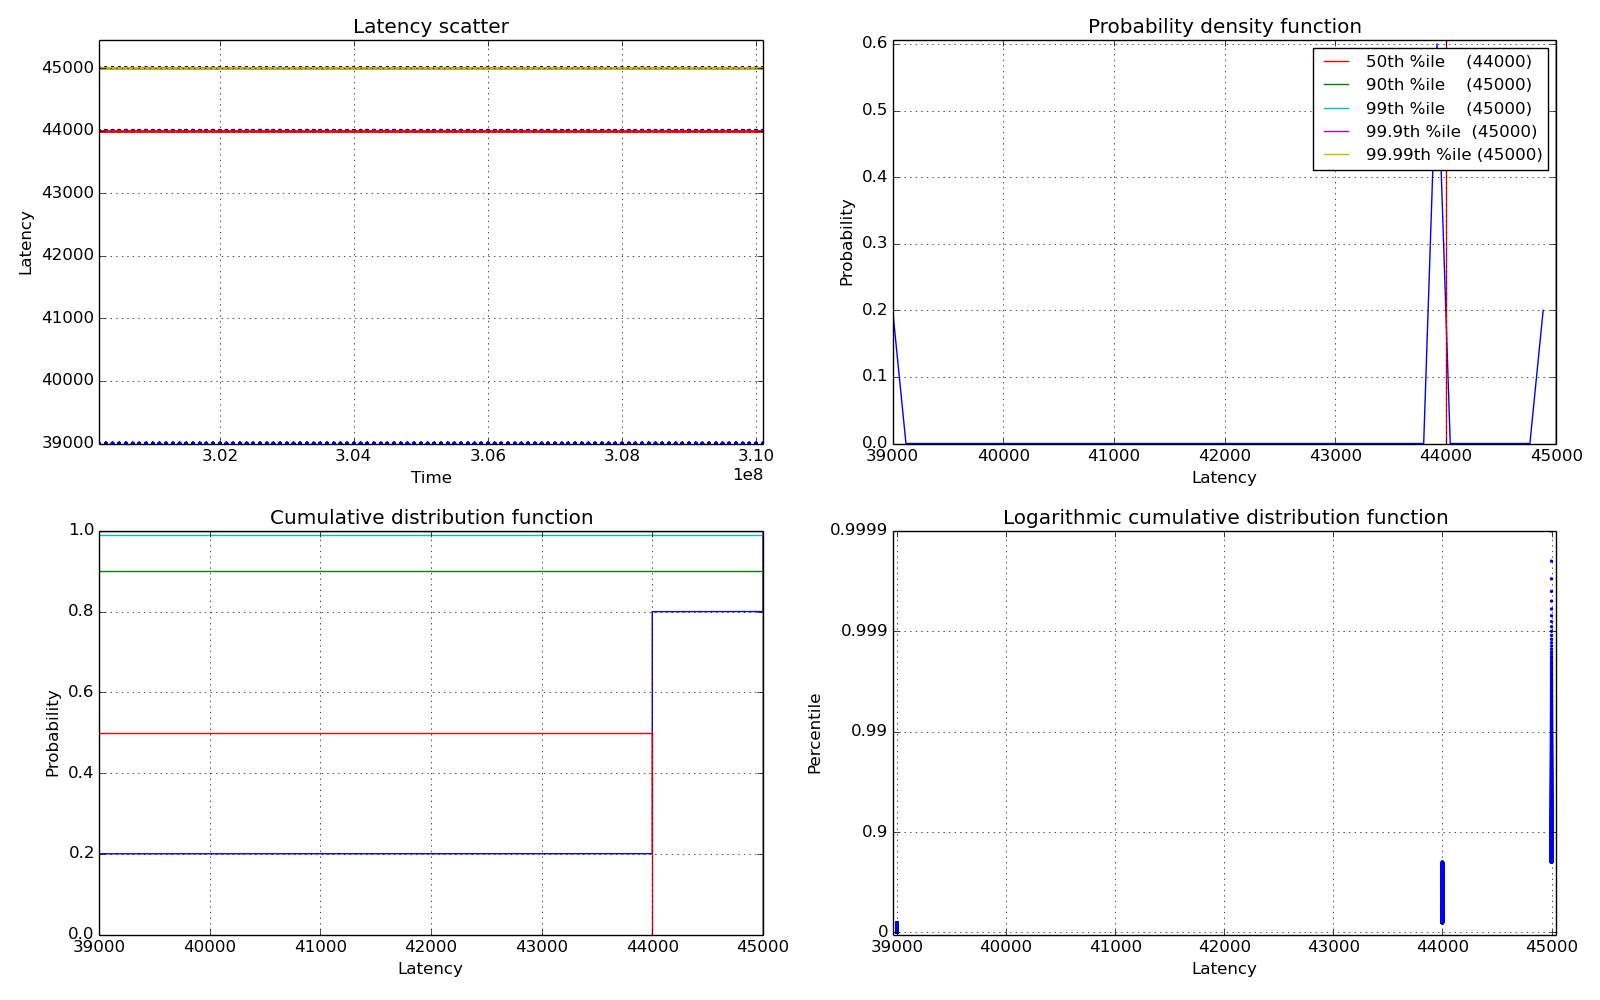 Latency scatter
45000
44000
43000
42000
41000
40000
39000
Latency
3.02 3.04 3.06 3.08 3.10
1e8
Time
Probability density function
0.6
0.5
0.4
0.3
0.2
0.1
0.0
Probability
50th %ile (44000)
90th %ile (45000)
99th %ile (45000)
99.9th %ile (45000)
99.99th %ile (45000)
39000 40000 41000 42000 43000 44000 45000
Latency
Cumulative distribution function
1.0
0.8
0.6
0.4
0.2
0.0
Probability
39000 40000 41000 42000 43000 44000 45000
Latency
Logarithmic cumulative distribution function
0.9999
0.999
0.99
0.9
0
Percentile
39000 40000 41000 42000 43000 44000 45000
Latency